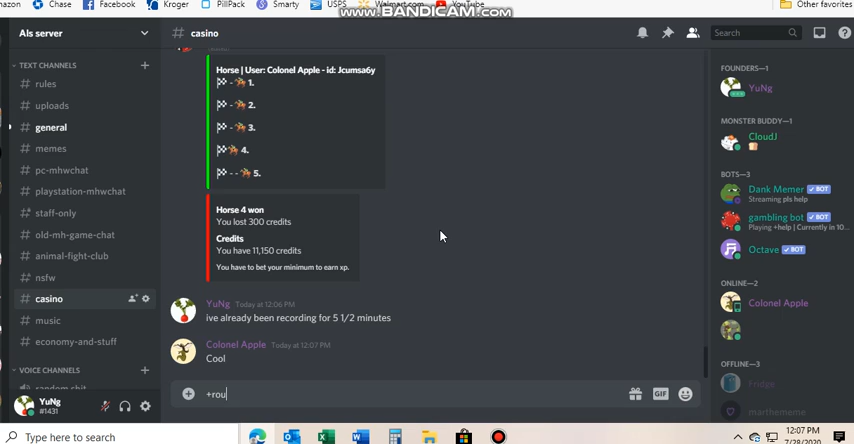 mazon Chase Facebook Kroger PillPack Smarty USPS Walmart.com YouTube Other favorites
www.BANDICAM.com
AIs server
# casino
Search
TEXT CHANNELS
# rules
# uploads
# general
# memes
# pc-mhwchat
# playstation-mhwchat
staff-only
# old-mh-game-chat
# animal-fight-club
# nsfw
# casino
# music
# economy-and-stuff
VOICE CHANNELS
random shit
YuNg
#1431
Horse | User: Colonel Apple - id: Jcumsa6y
1.
2.
3.
4.
5.
Horse 4 won
You lost 300 credits
Credits
You have 11,150 credits
You have to bet your minimum to earn xp.
YuNg Today at 12:06 PM
ive already been recording for 5 1/2 minutes
Colonel Apple Today at 12:07 PM
Cool
+rou
GIF
FOUNDERS—1
YuNg
MONSTER BUDDY—1
CloudJ
BOTS—3
Dank Memer ✓ BOT
Streaming pls help
gambling bot ✓ BOT
Playing +help | Currently in 10...
Octave ✓ BOT
ONLINE—2
Colonel Apple
OFFLINE—3
Fridge
marthememe
Type here to search
12:07 PM
7/28/2020